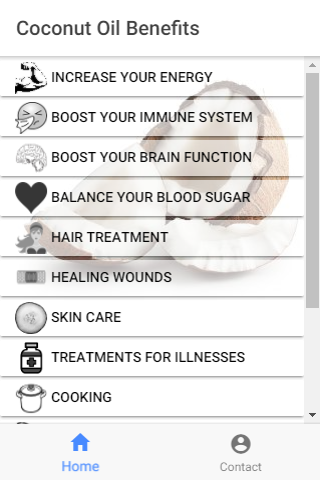 Coconut Oil Benefits
INCREASE YOUR ENERGY
BOOST YOUR IMMUNE SYSTEM
BOOST YOUR BRAIN FUNCTION
BALANCE YOUR BLOOD SUGAR
HAIR TREATMENT
HEALING WOUNDS
SKIN CARE
TREATMENTS FOR ILLNESSES
COOKING
Home
Contact